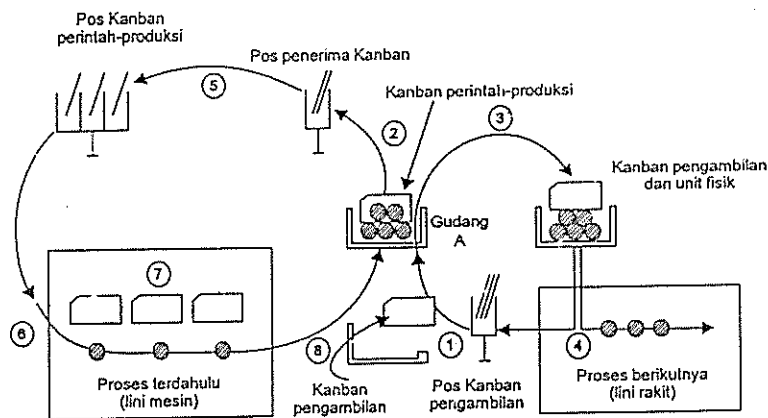 Pos Kanban
perintah-produksi
Pos penerima Kanban
5
Kanban perintah-produksi
2
3
Kanban pengambilan
dan unit fisik
Gudang
A
7
6
8
1
4
Proses terdahulu
(lini mesin)
Kanban
pengambilan
Pos Kanban
pengambilan
Proses berikutnya
(lini rakit)